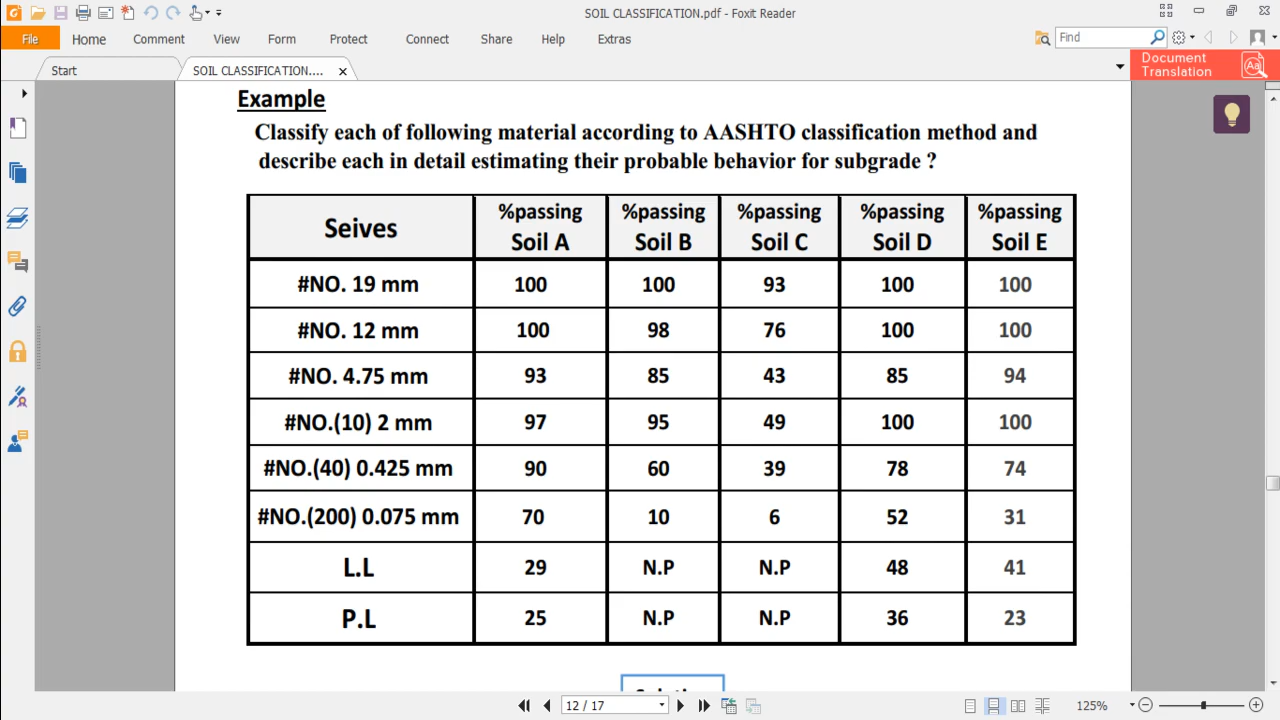 SOIL CLASSIFICATION.pdf - Foxit Reader
File Home Comment View Form Protect Connect Share Help Extras Find
Start SOIL CLASSIFICATION....
Document
Translation
Example
Classify each of following material according to AASHTO classification method and
describe each in detail estimating their probable behavior for subgrade ?
Seives %passing Soil A %passing Soil B %passing Soil C %passing Soil D %passing Soil E
#NO. 19 mm 100 100 93 100 100
#NO. 12 mm 100 98 76 100 100
#NO. 4.75 mm 93 85 43 85 94
#NO.(10) 2 mm 97 95 49 100 100
#NO.(40) 0.425 mm 90 60 39 78 74
#NO.(200) 0.075 mm 70 10 6 52 31
L.L 29 N.P N.P 48 41
P.L 25 N.P N.P 36 23
12 / 17 125%